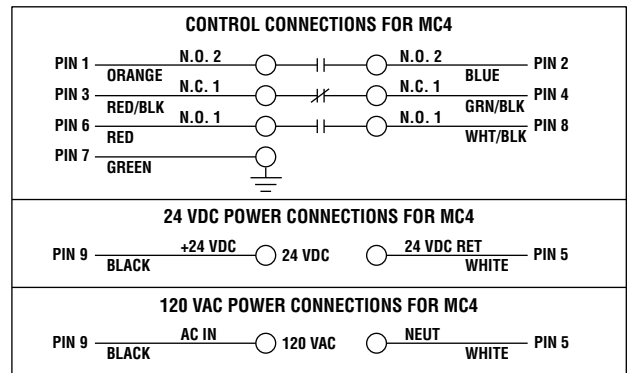 CONTROL CONNECTIONS FOR MC4
PIN 1 N.O. 2 N.O. 2 PIN 2
ORANGE BLUE
PIN 3 N.C. 1 N.C. 1 PIN 4
RED/BLK GRN/BLK
PIN 6 N.O. 1 N.O. 1 PIN 8
RED WHT/BLK
PIN 7
GREEN
24 VDC POWER CONNECTIONS FOR MC4
PIN 9 +24 VDC 24 VDC 24 VDC RET PIN 5
BLACK WHITE
120 VAC POWER CONNECTIONS FOR MC4
PIN 9 AC IN 120 VAC NEUT PIN 5
BLACK WHITE